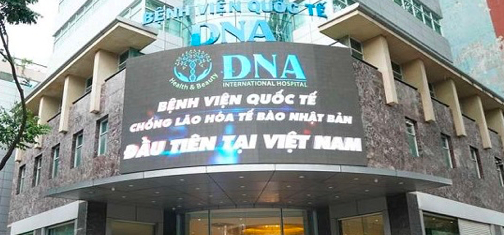 BỆNH VIỆN QUỐC TẾ
DNA
DNA
INTERNATIONAL HOSPITAL
Health & Beauty
BỆNH VIỆN QUỐC TẾ
CHỐNG LÃO HÓA TẾ BÀO NHẬT BẢN
ĐẦU TIÊN TẠI VIỆT NAM